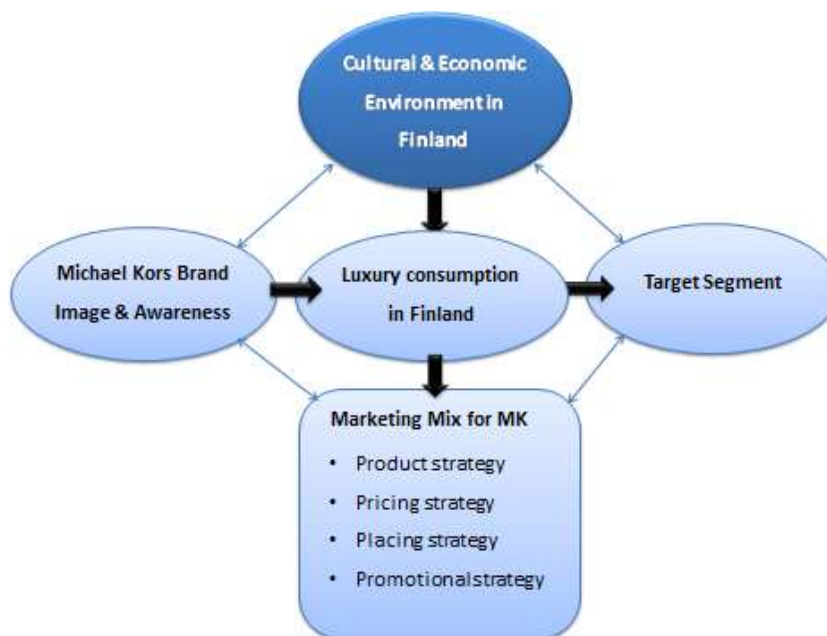 Cultural & Economic
Environment in
Finland
Michael Kors Brand
Image & Awareness
Luxury consumption
in Finland
Target Segment
Marketing Mix for MK
• Product strategy
• Pricing strategy
• Placing strategy
• Promotional strategy